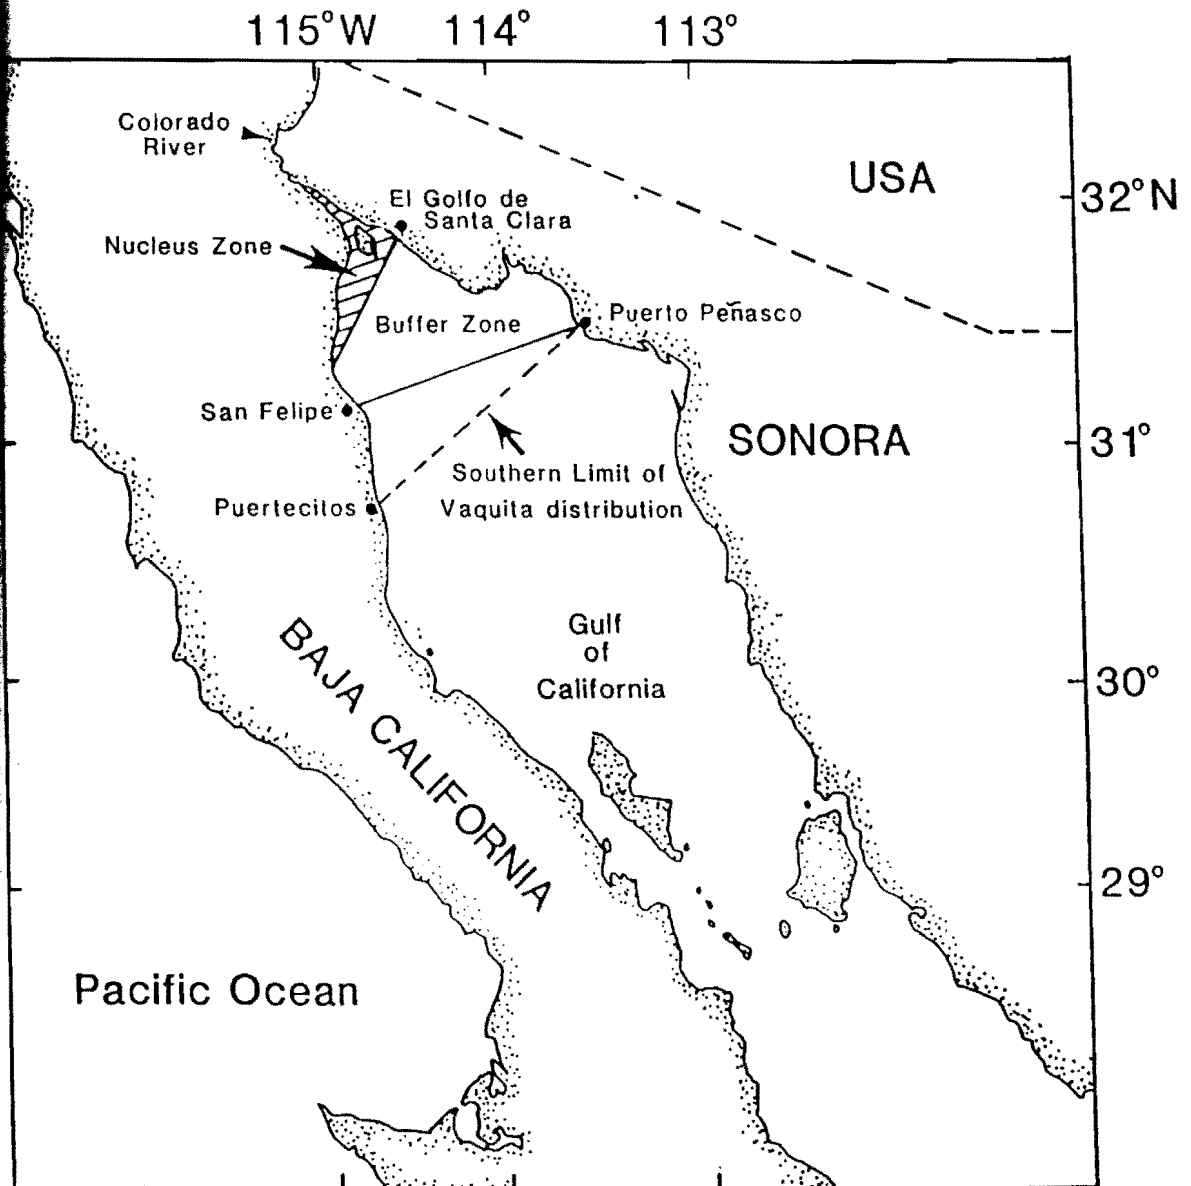 115°W 114° 113°
Colorado
River
USA
32°N
El Golfo de
Santa Clara
Nucleus Zone
Puerto Peñasco
Buffer Zone
San Felipe
31°
SONORA
Southern Limit of
Vaquita distribution
Puertecitos
Gulf
of
California
30°
BAJA CALIFORNIA
29°
Pacific Ocean